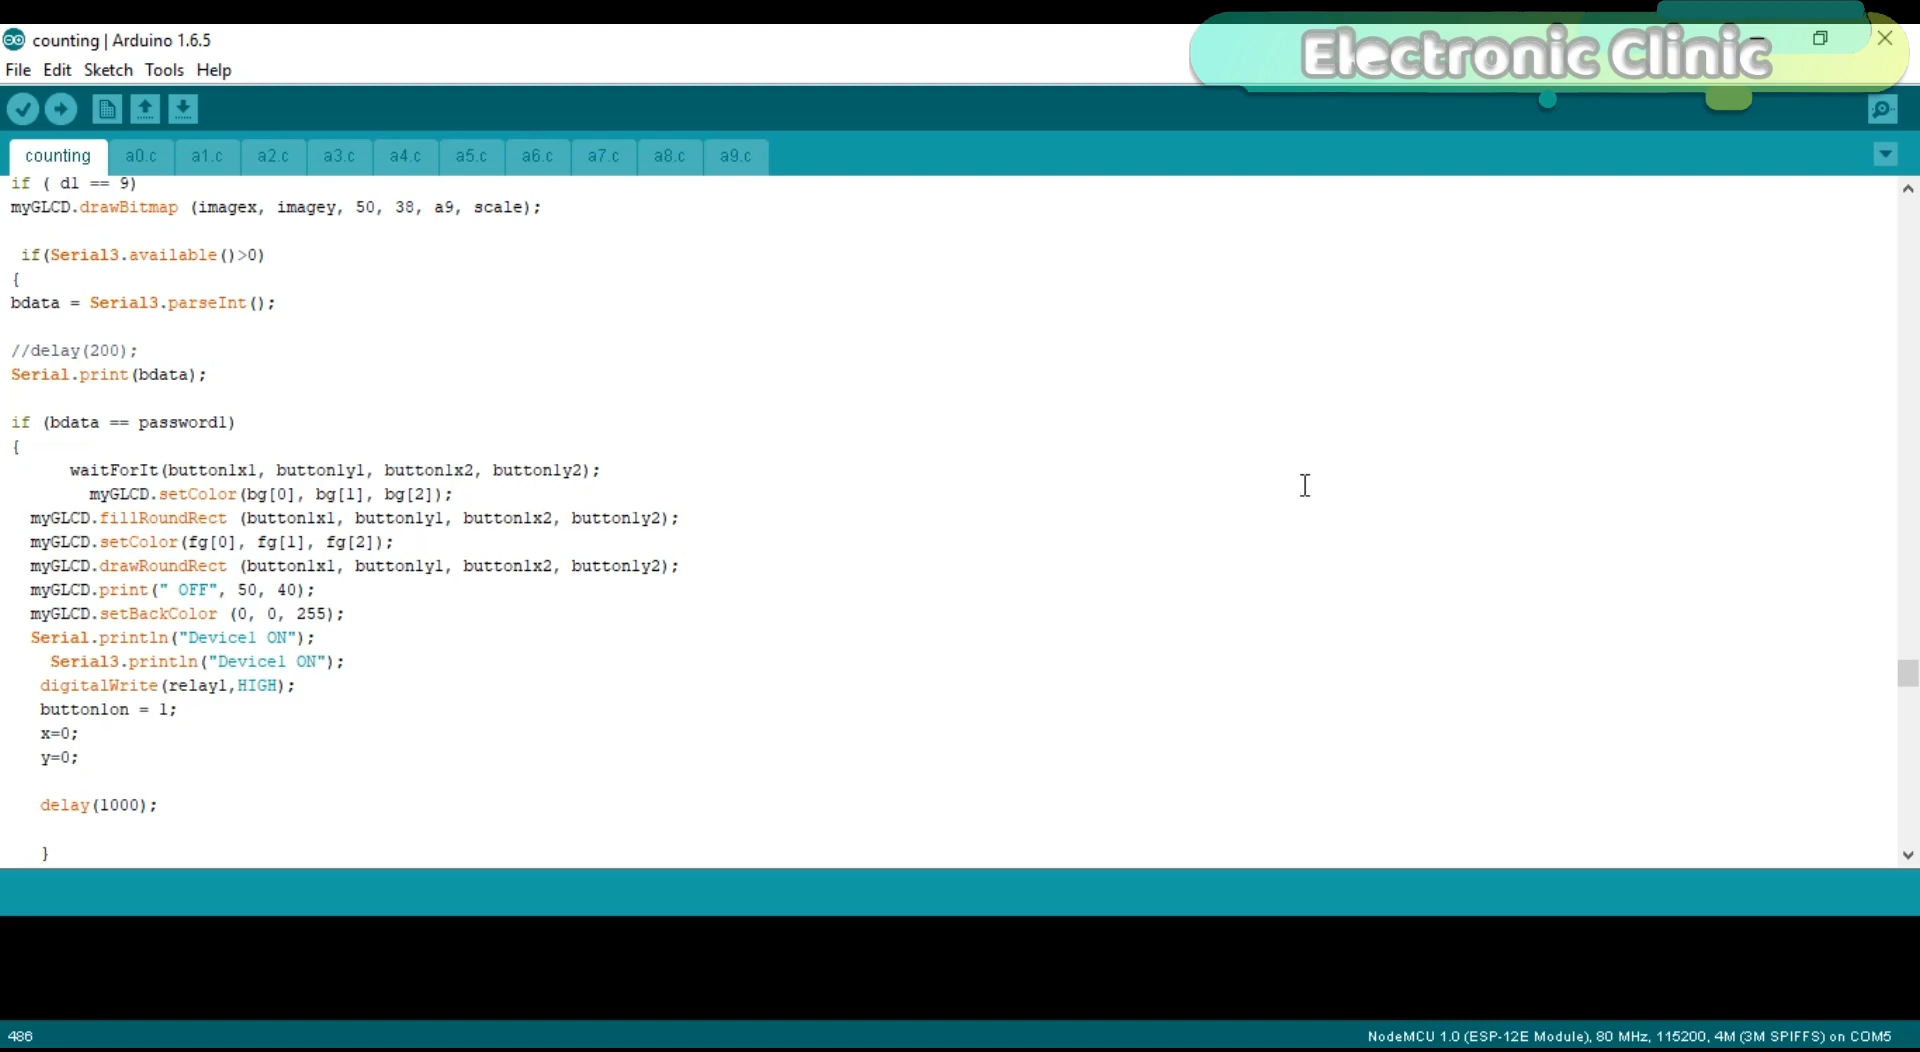 Electronic Clinic
counting | Arduino 1.6.5
File Edit Sketch Tools Help
counting a0.c a1.c a2.c a3.c a4.c a5.c a6.c a7.c a8.c a9.c
if ( d1 == 9)
myGLCD.drawBitmap (imagex, imagey, 50, 38, a9, scale);
if(Serial3.available()>0)
{
bdata = Serial3.parseInt();
//delay(200);
Serial.print(bdata);
if (bdata == password1)
{
waitForIt(button1x1, button1y1, button1x2, button1y2);
myGLCD.setColor(bg[0], bg[1], bg[2]);
myGLCD.fillRoundRect (button1x1, button1y1, button1x2, button1y2);
myGLCD.setColor(fg[0], fg[1], fg[2]);
myGLCD.drawRoundRect (button1x1, button1y1, button1x2, button1y2);
myGLCD.print(" OFF", 50, 40);
myGLCD.setBackColor (0, 0, 255);
Serial.println("Device1 ON");
Serial3.println("Device1 ON");
digitalWrite(relay1,HIGH);
button1on = 1;
x=0;
y=0;
delay(1000);
}
486
NodeMCU 1.0 (ESP-12E Module), 80 MHz, 115200, 4M (3M SPIFFS) on COM5